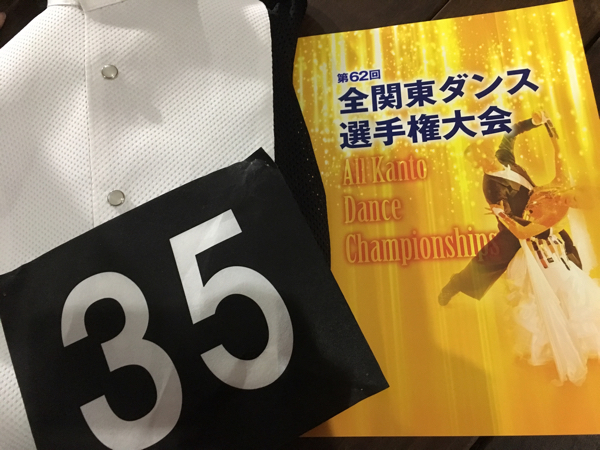 第62回
全関東ダンス
選手権大会
All Kanto
Dance
Championships
35